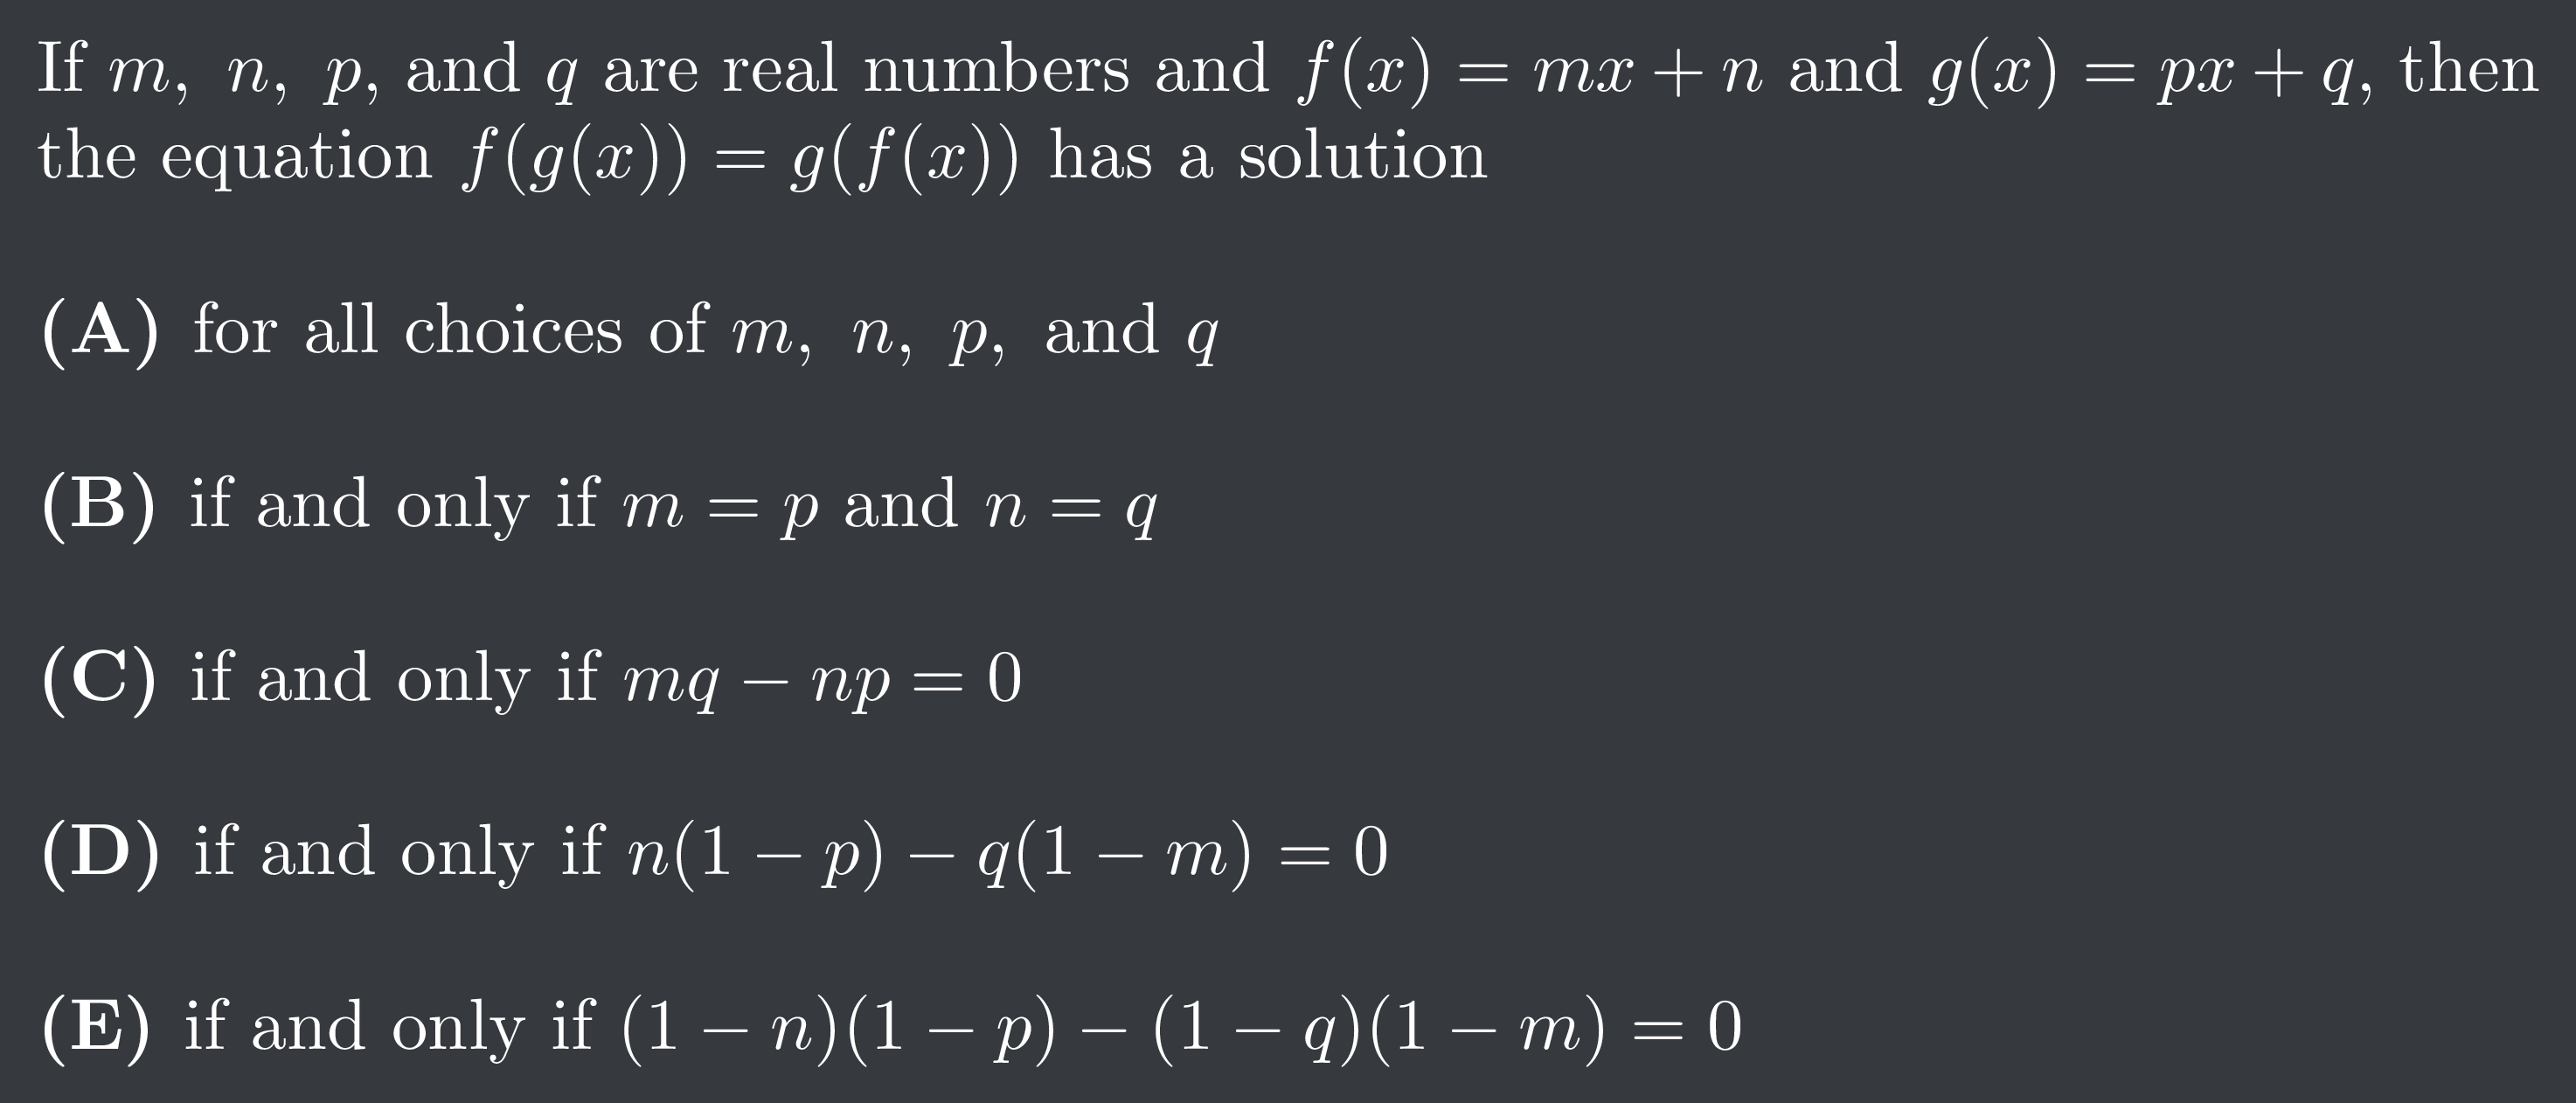 If m, n, p, and q are real numbers and f(x) = mx + n and g(x) = px + q, then
the equation f(g(x)) = g(f(x)) has a solution
(A) for all choices of m, n, p, and q
(B) if and only if m = p and n = q
(C) if and only if mq − np = 0
(D) if and only if n(1 − p) − q(1 − m) = 0
(E) if and only if (1 − n)(1 − p) − (1 − q)(1 − m) = 0